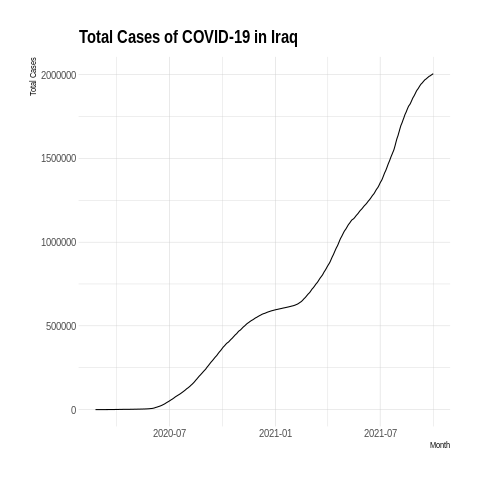 Total Cases of COVID-19 in Iraq
Total Cases
2000000
1500000
1000000
500000
0
2020-07
2021-01
2021-07
Month